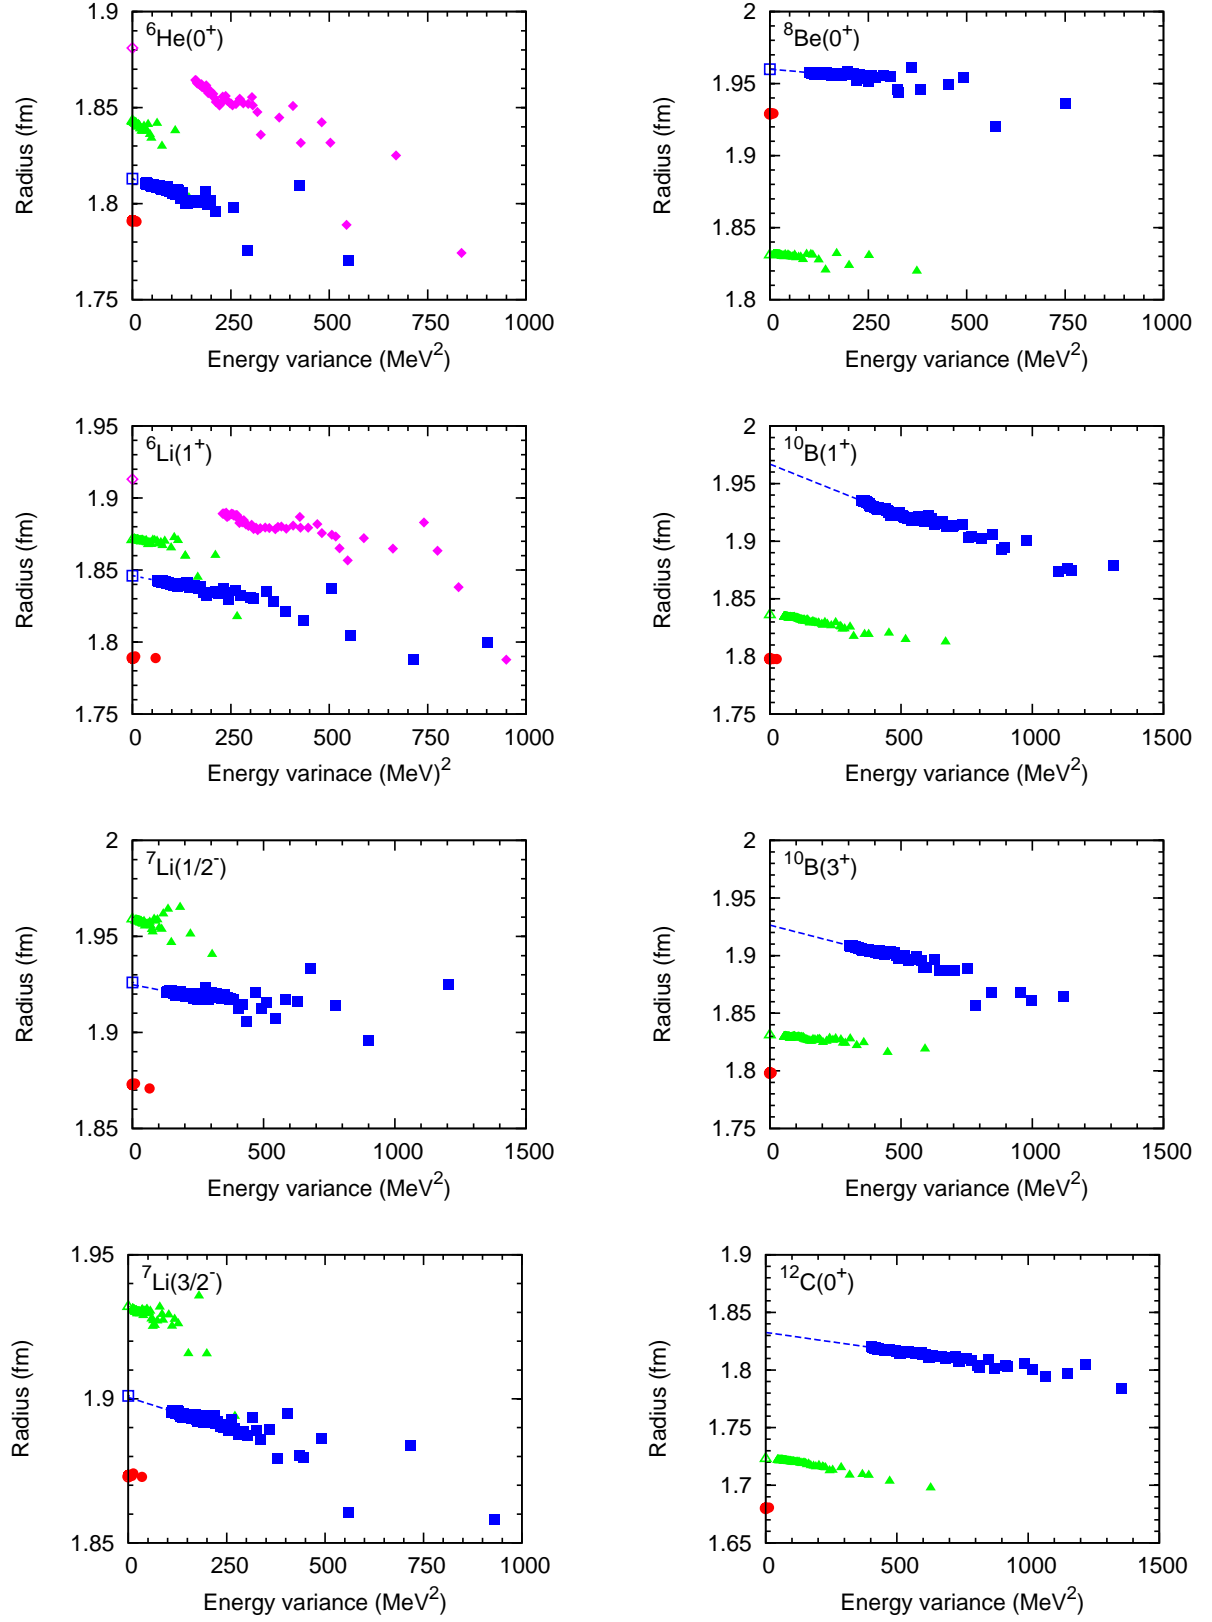 1.9
1.85
1.8
1.75
Radius (fm)
⁶He(0⁺)
0 250 500 750 1000
Energy variance (MeV²)
2
1.95
1.9
1.85
1.8
Radius (fm)
⁸Be(0⁺)
0 250 500 750 1000
Energy variance (MeV²)
1.95
1.9
1.85
1.8
1.75
Radius (fm)
⁶Li(1⁺)
0 250 500 750 1000
Energy varinace (MeV)²
2
1.95
1.9
1.85
1.8
1.75
Radius (fm)
¹⁰B(1⁺)
0 500 1000 1500
Energy variance (MeV²)
2
1.95
1.9
1.85
Radius (fm)
⁷Li(1/2⁻)
0 500 1000 1500
Energy variance (MeV²)
2
1.95
1.9
1.85
1.8
1.75
Radius (fm)
¹⁰B(3⁺)
0 500 1000 1500
Energy variance (MeV²)
1.95
1.9
1.85
Radius (fm)
⁷Li(3/2⁻)
0 250 500 750 1000
Energy variance (MeV²)
1.9
1.85
1.8
1.75
1.7
1.65
Radius (fm)
¹²C(0⁺)
0 500 1000 1500
Energy variance (MeV²)